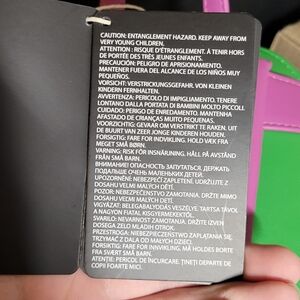 CAUTION: ENTANGLEMENT HAZARD. KEEP AWAY FROM
VERY YOUNG CHILDREN.
ATTENTION : RISQUE D'ÉTRANGLEMENT. À TENIR HORS
DE PORTÉE DES TRÈS JEUNES ENFANTS.
PRECAUCIÓN: PELIGRO DE APRISIONAMIENTO.
MANTENER FUERA DEL ALCANCE DE LOS NIÑOS MUY
PEQUEÑOS.
VORSICHT: VERSTRICKUNGSGEFAHR. VON KLEINEN
KINDERN FERNHALTEN.
AVVERTENZA: PERICOLO DI IMPIGLIAMENTO. TENERE
LONTANO DALLA PORTATA DI BAMBINI MOLTO PICCOLI.
CUIDADO: PERIGO DE ENREDAMENTO. MANTENHA
AFASTADO DE CRIANÇAS MUITO PEQUENAS.
VOORZICHTIG: GEVAAR OM VERSTRIKT TE RAKEN. UIT
DE BUURT VAN ZEER JONGE KINDEREN HOUDEN.
FORSIGTIG: FARE FOR INDVIKLING. HOLD VÆK FRA
MEGET SMÅ BØRN.
VARNING: RISK FÖR INSNÄRJNING. HÅLL PÅ AVSTÅND
FRÅN SMÅ BARN.
ВНИМАНИЕ! ОПАСНОСТЬ ЗАПУТАТЬСЯ. ДЕРЖАТЬ
ПОДАЛЬШЕ ОЧЕНЬ МАЛЕНЬКИХ ДЕТЕЙ.
UPOZORNĚNÍ: NEBEZPEČÍ ZAPLETENÍ. UDRŽUJTE Z
DOSAHU VELMI MALÝCH DĚTÍ.
POZOR: NEBEZPEČENSTVO ZAMOTANIA. DRŽTE MIMO
DOSAHU VEĽMI MALÝCH DETÍ.
VIGYÁZAT: BELEGABALYODÁS VESZÉLYE. TARTSA TÁVOL
A NAGYON FIATAL GYERMEKEKTŐL.
SVARILO: NEVARNOST ZAMOTANJA. DRŽITE IZVEN
DOSEGA ZELO MLADIH OTROK.
ZAPLĄTANIA SIĘ.
TRZYMAĆ Z DALA OD MAŁYCH DZIECI.
FORSIKTIG: FARE FOR INNVIKLING. MÅ HOLDES BORTE
FRA SVÆRT SMÅ BARN.
ATENȚIE: PERICOL DE ÎNCURCARE. ȚINEȚI DEPARTE DE
COPII FOARTE MICI.